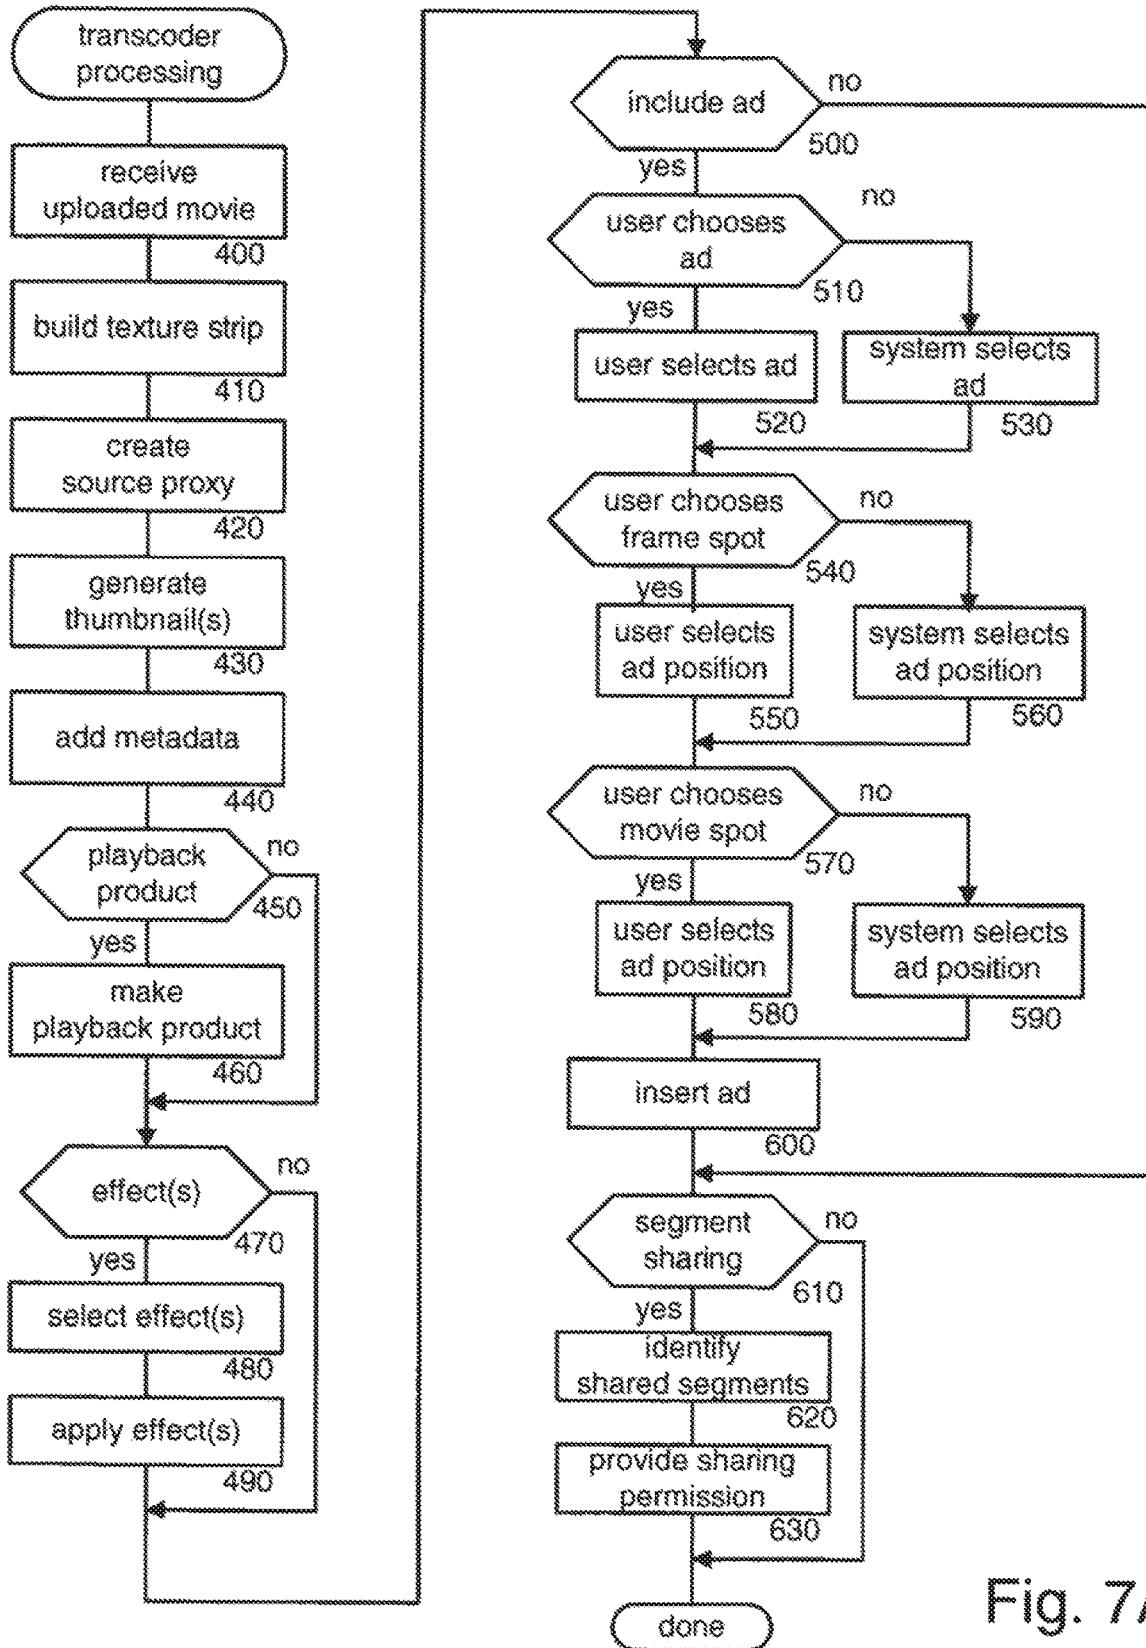 transcoder
processing
receive
uploaded movie
400
build texture strip
410
create
source proxy
420
generate
thumbnail(s)
430
add metadata
440
playback
product
no
450
yes
make
playback product
460
effect(s)
no
470
yes
select effect(s)
480
apply effect(s)
490
include ad
no
500
yes
user chooses
ad
no
510
yes
user selects ad
520
system selects
ad
530
user chooses
frame spot
no
540
yes
user selects
ad position
550
system selects
ad position
560
user chooses
movie spot
no
570
yes
user selects
ad position
580
system selects
ad position
590
insert ad
600
segment
sharing
no
610
yes
identify
shared segments
620
provide sharing
permission
630
done
Fig. 7A